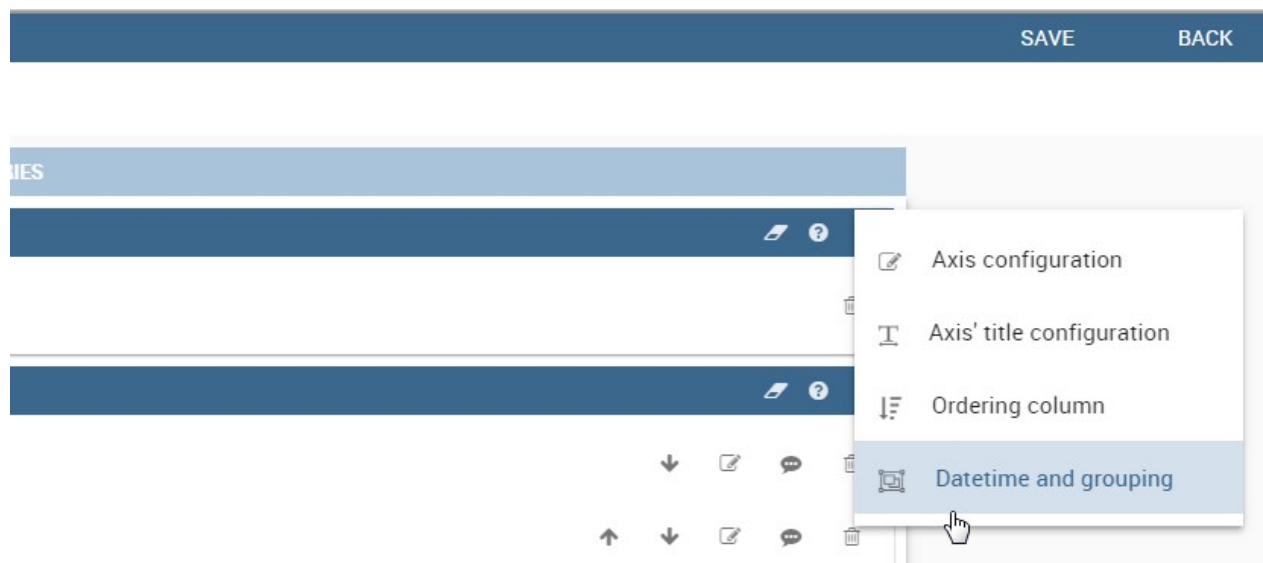 SAVE BACK
RIES
Axis configuration
Axis' title configuration
Ordering column
Datetime and grouping